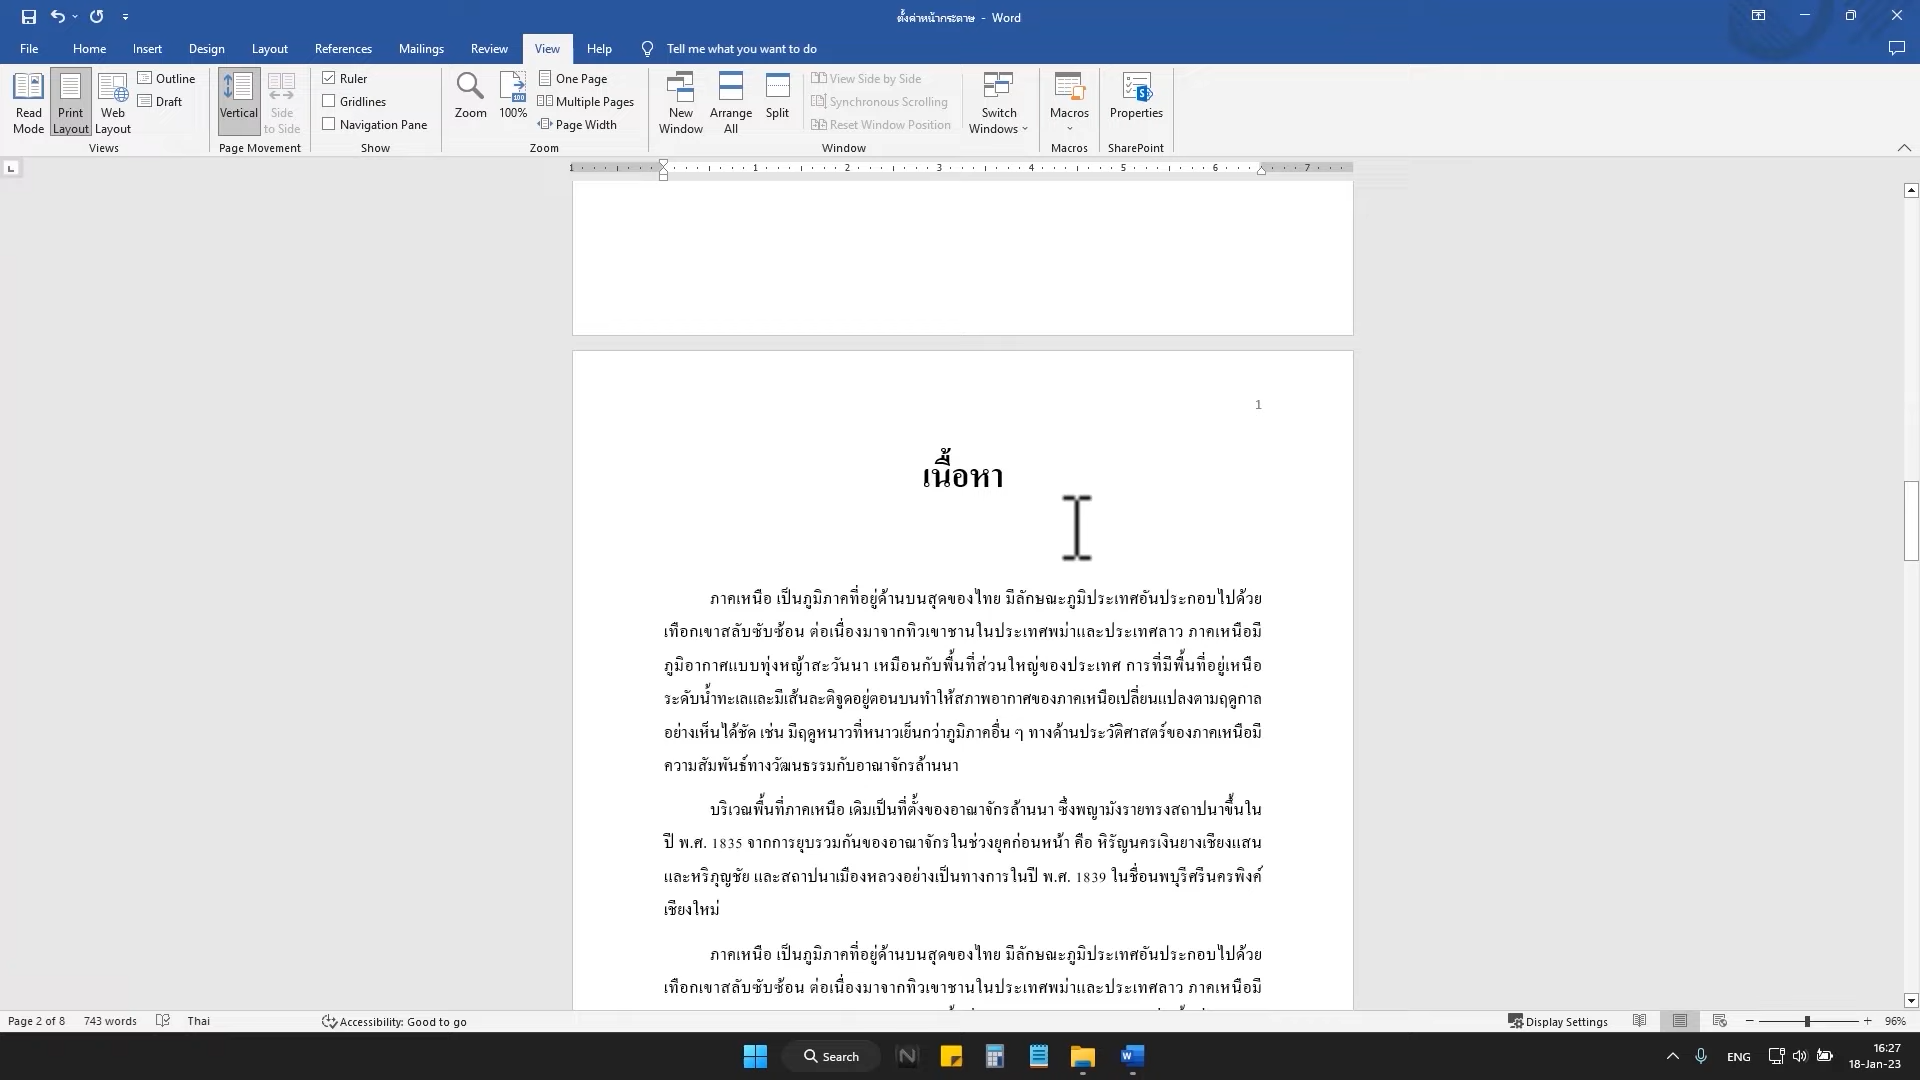 ตั้งค่าหน้ากระดาษ - Word
File Home Insert Design Layout References Mailings Review View Help Tell me what you want to do
Read Mode
Print Layout
Web Layout
Outline
Draft
Views
Vertical
Side to Side
Page Movement
Ruler
Gridlines
Navigation Pane
Show
Zoom
100%
One Page
Multiple Pages
Page Width
Zoom
New Window
Arrange All
Split
View Side by Side
Synchronous Scrolling
Reset Window Position
Switch Windows
Window
Macros
Macros
Properties
SharePoint
1 1 2 3 4 5 6 7
1
เนื้อหา
ภาคเหนือ เป็นภูมิภาคที่อยู่ด้านบนสุดของไทย มีลักษณะภูมิประเทศอันประกอบไปด้วย
เทือกเขาสลับซับซ้อน ต่อเนื่องมาจากทิวเขาชานในประเทศพม่าและประเทศลาว ภาคเหนือมี
ภูมิอากาศแบบทุ่งหญ้าสะวันนา เหมือนกับพื้นที่ส่วนใหญ่ของประเทศ การที่มีพื้นที่อยู่เหนือ
ระดับน้ำทะเลและมีเส้นละติจูดอยู่ตอนบนทำให้สภาพอากาศของภาคเหนือเปลี่ยนแปลงตามฤดูกาล
อย่างเห็นได้ชัด เช่น มีฤดูหนาวที่หนาวเย็นกว่าภูมิภาคอื่น ๆ ทางด้านประวัติศาสตร์ของภาคเหนือมี
ความสัมพันธ์ทางวัฒนธรรมกับอาณาจักรล้านนา
บริเวณพื้นที่ภาคเหนือ เดิมเป็นที่ตั้งของอาณาจักรล้านนา ซึ่งพญามังรายทรงสถาปนาขึ้นใน
ปี พ.ศ. 1835 จากการยุบรวมกันของอาณาจักรในช่วงยุคก่อนหน้า คือ หิรัญนครเงินยางเชียงแสน
และหริภุญชัย และสถาปนาเมืองหลวงอย่างเป็นทางการในปี พ.ศ. 1839 ในชื่อนพบุรีศรีนครพิงค์
เชียงใหม่
ภาคเหนือ เป็นภูมิภาคที่อยู่ด้านบนสุดของไทย มีลักษณะภูมิประเทศอันประกอบไปด้วย
เทือกเขาสลับซับซ้อน ต่อเนื่องมาจากทิวเขาชานในประเทศพม่าและประเทศลาว ภาคเหนือมี
Page 2 of 8 743 words Thai Accessibility: Good to go Display Settings 96%
Search
ENG
16:27
18-Jan-23